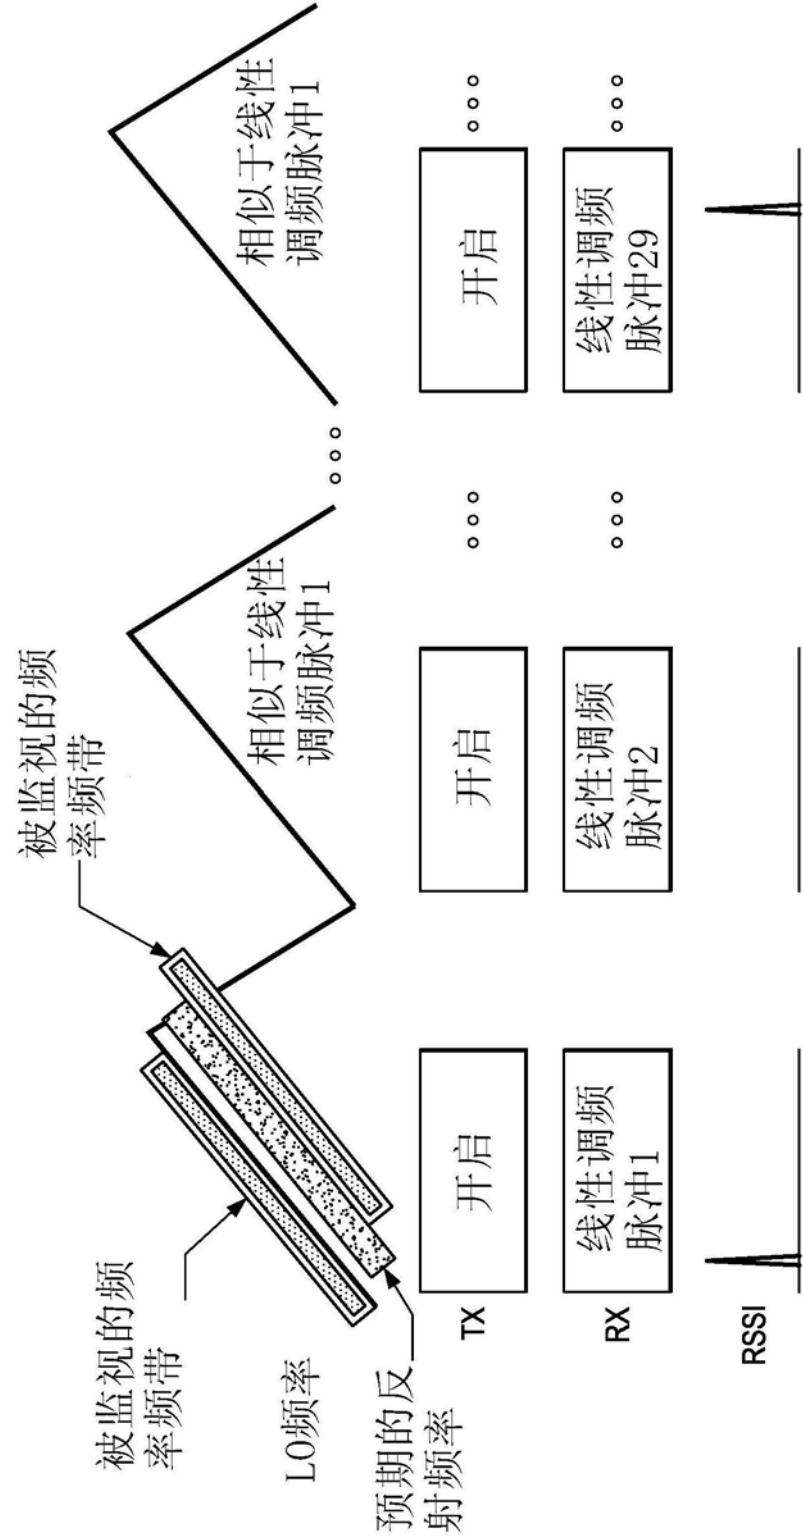 被监视的频
率频带
被监视的频
率频带
相似于线性
调频脉冲1
相似于线性
调频脉冲1
LO频率
预期的反
射频率
TX
开启
开启
开启
RX
线性调频
脉冲1
线性调频
脉冲2
线性调频
脉冲29
RSSI